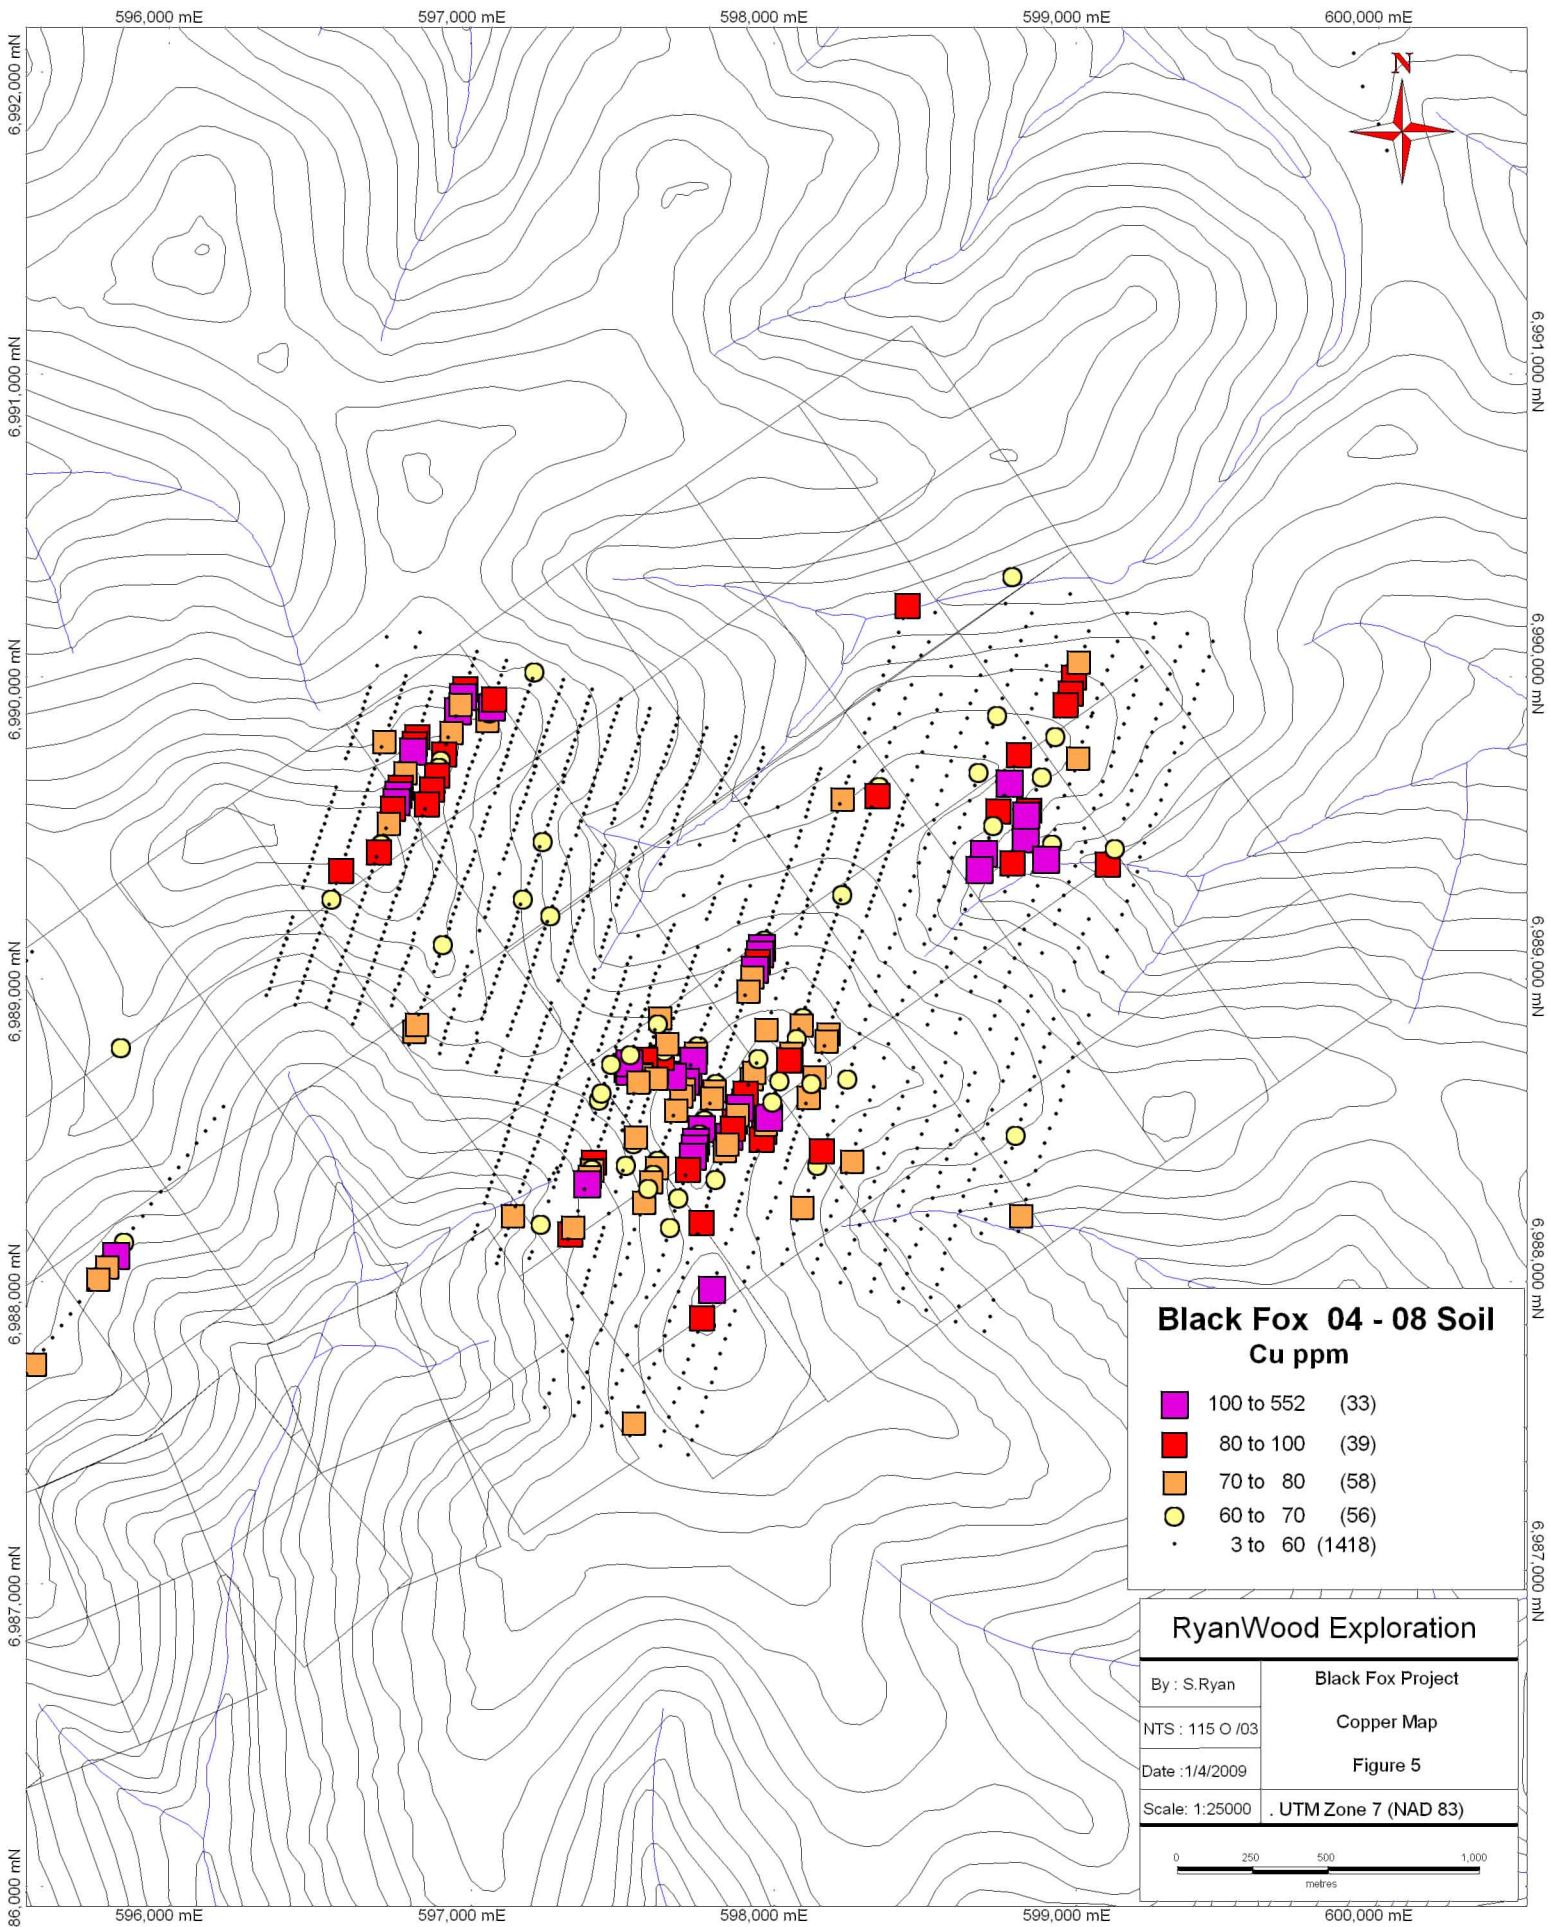 596,000 mE 597,000 mE 598,000 mE 599,000 mE 600,000 mE
N
6,992,000 mN
6,991,000 mN
6,990,000 mN
6,989,000 mN
6,988,000 mN
6,987,000 mN
86,000 mN
6,991,000 mN
6,990,000 mN
6,989,000 mN
6,988,000 mN
6,987,000 mN
Black Fox 04 - 08 Soil
Cu ppm
100 to 552 (33)
80 to 100 (39)
70 to 80 (58)
60 to 70 (56)
3 to 60 (1418)
RyanWood Exploration
By : S.Ryan
Black Fox Project
NTS : 115 O /03
Copper Map
Date :1/4/2009
Figure 5
Scale: 1:25000
. UTM Zone 7 (NAD 83)
0 250 500 1,000
metres
596,000 mE 597,000 mE 598,000 mE 599,000 mE 600,000 mE